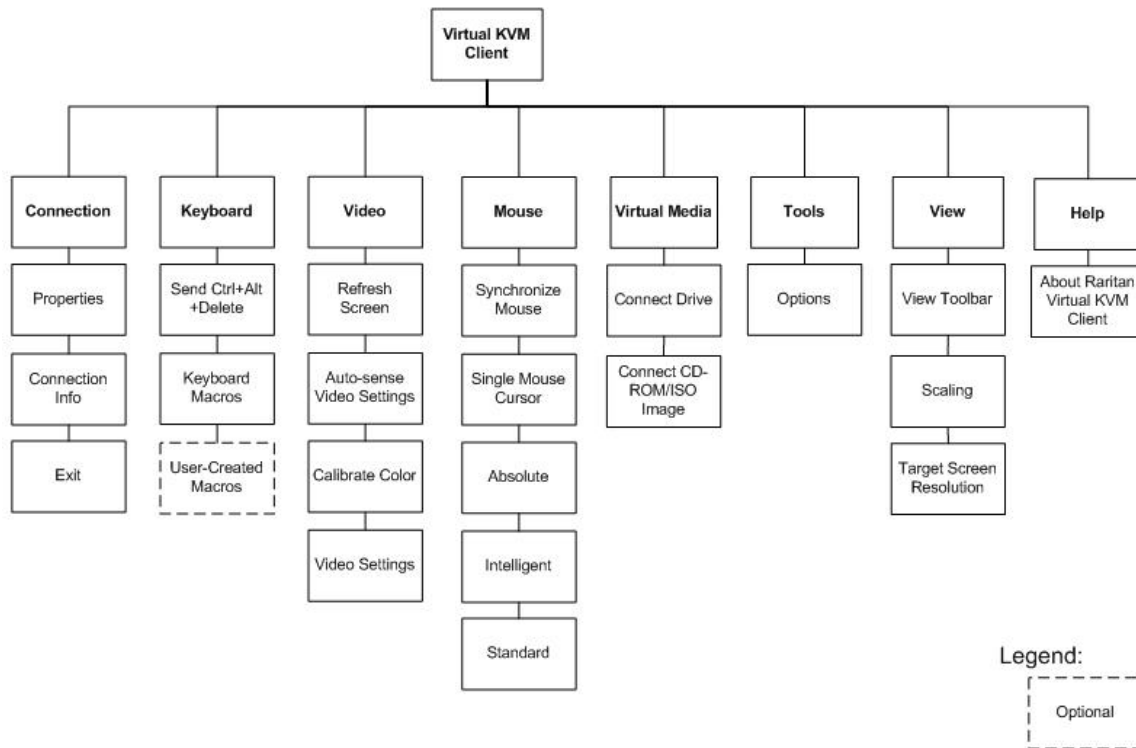 Virtual KVM
Client
Connection
Keyboard
Video
Mouse
Virtual Media
Tools
View
Help
Properties
Send Ctrl+Alt
+Delete
Refresh
Screen
Synchronize
Mouse
Connect Drive
Options
View Toolbar
About Raritan
Virtual KVM
Client
Connection
Info
Keyboard
Macros
Auto-sense
Video Settings
Single Mouse
Cursor
Connect CD-
ROM/ISO
Image
Scaling
Exit
User-Created
Macros
Calibrate Color
Absolute
Target Screen
Resolution
Video Settings
Intelligent
Standard
Legend:
Optional